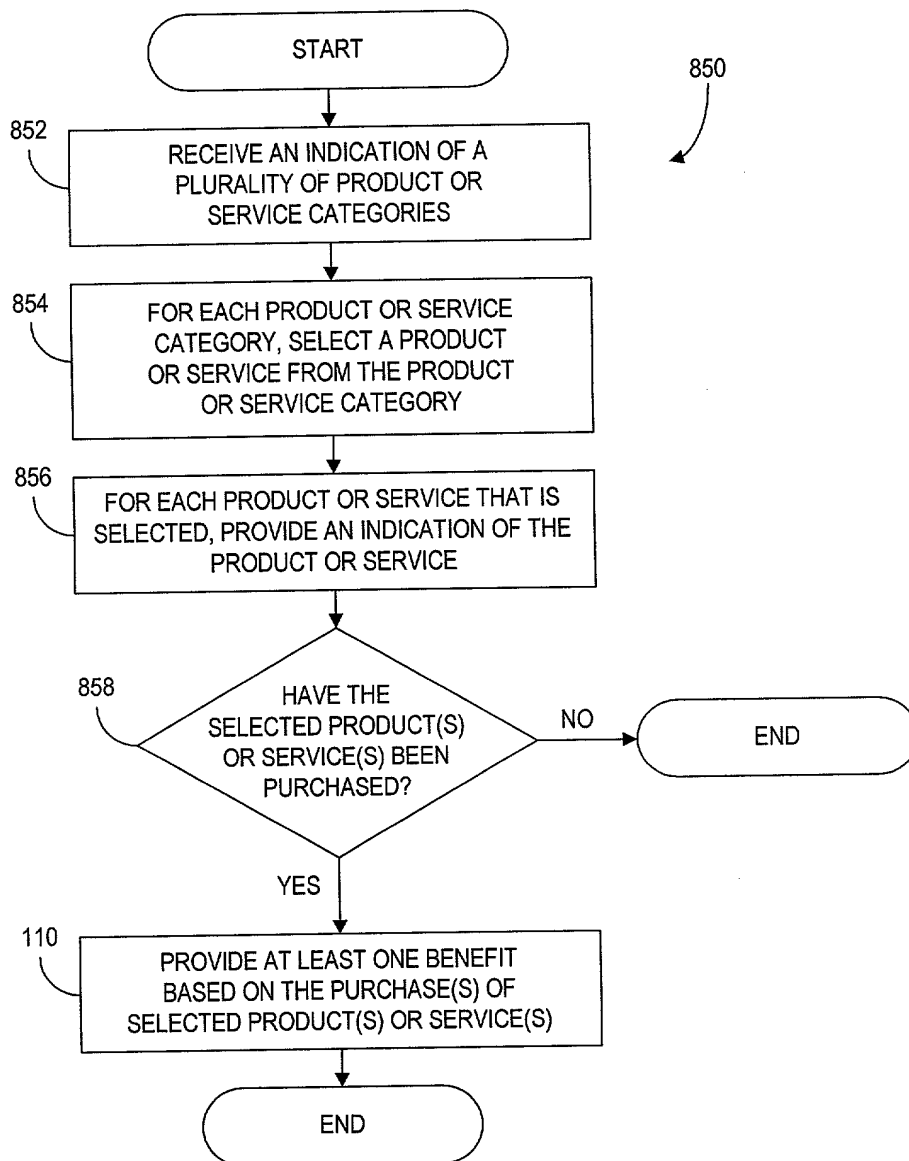 START
850
852
RECEIVE AN INDICATION OF A
PLURALITY OF PRODUCT OR
SERVICE CATEGORIES
854
FOR EACH PRODUCT OR SERVICE
CATEGORY, SELECT A PRODUCT
OR SERVICE FROM THE PRODUCT
OR SERVICE CATEGORY
856
FOR EACH PRODUCT OR SERVICE THAT IS
SELECTED, PROVIDE AN INDICATION OF THE
PRODUCT OR SERVICE
858
HAVE THE
SELECTED PRODUCT(S)
OR SERVICE(S) BEEN
PURCHASED?
NO
END
YES
110
PROVIDE AT LEAST ONE BENEFIT
BASED ON THE PURCHASE(S) OF
SELECTED PRODUCT(S) OR SERVICE(S)
END